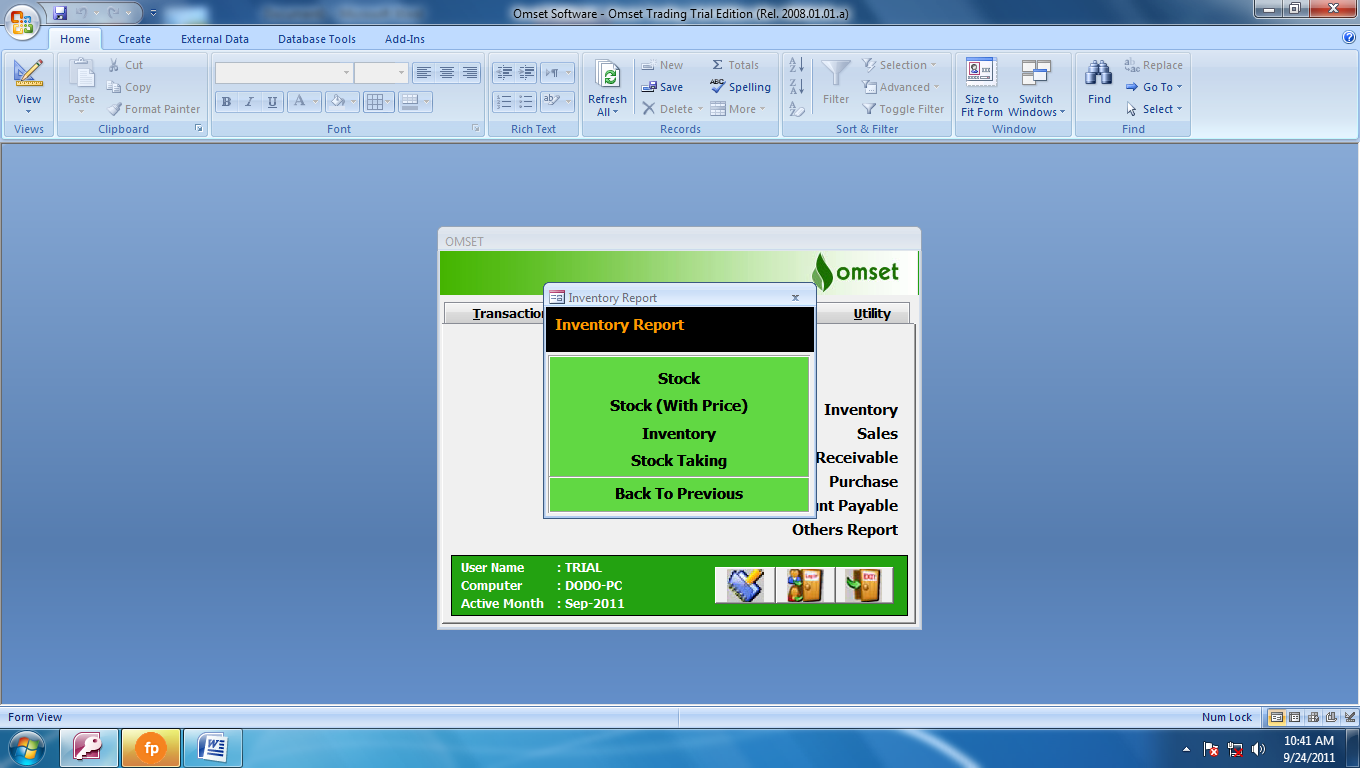 Omset Software - Omset Trading Trial Edition (Rel. 2008.01.01.a)
Home Create External Data Database Tools Add-Ins
View
Views
Paste
Cut
Copy
Format Painter
Clipboard
B I U A
Font
ab
Rich Text
Refresh
All
New
Save
Delete
Totals
Spelling
More
Records
Filter
Selection
Advanced
Toggle Filter
Sort & Filter
Size to
Fit Form
Switch
Windows
Window
Find
Replace
Go To
Select
Find
OMSET
omset
Transaction
Utility
Inventory Report
Inventory Report
Stock
Stock (With Price)
Inventory
Stock Taking
Back To Previous
Inventory
Sales
Receivable
Purchase
nt Payable
Others Report
User Name : TRIAL
Computer : DODO-PC
Active Month : Sep-2011
EXIT
Form View
Num Lock
fp
10:41 AM
9/24/2011